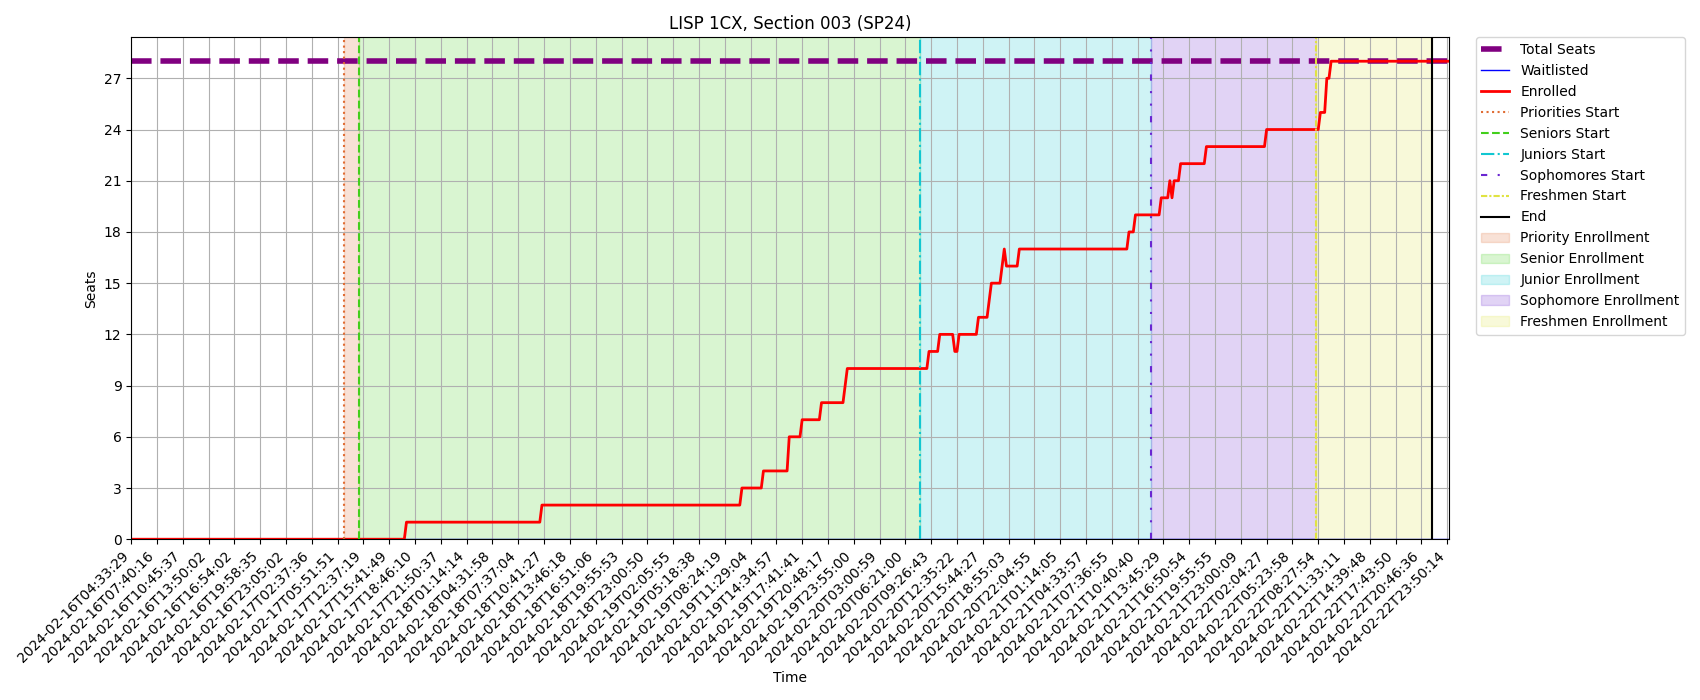 LISP 1CX, Section 003 (SP24)
Seats
27
24
21
18
15
12
9
6
3
0
2024-02-16T04:33:29
2024-02-16T07:40:16
2024-02-16T10:45:37
2024-02-16T13:50:02
2024-02-16T16:54:02
2024-02-16T19:58:35
2024-02-16T23:05:02
2024-02-17T02:37:36
2024-02-17T05:51:51
2024-02-17T12:37:19
2024-02-17T15:41:49
2024-02-17T18:46:10
2024-02-17T21:50:37
2024-02-18T01:14:14
2024-02-18T04:31:58
2024-02-18T07:37:04
2024-02-18T10:41:27
2024-02-18T13:46:18
2024-02-18T16:51:06
2024-02-18T19:55:53
2024-02-18T23:00:50
2024-02-19T02:05:55
2024-02-19T05:18:38
2024-02-19T08:24:19
2024-02-19T11:29:04
2024-02-19T14:34:57
2024-02-19T17:41:41
2024-02-19T20:48:17
2024-02-19T23:55:00
2024-02-20T03:00:59
2024-02-20T06:21:00
2024-02-20T09:26:43
2024-02-20T12:35:22
2024-02-20T15:44:27
2024-02-20T18:55:03
2024-02-20T22:04:55
2024-02-21T01:14:05
2024-02-21T04:33:57
2024-02-21T07:36:55
2024-02-21T10:40:40
2024-02-21T13:45:29
2024-02-21T16:50:54
2024-02-21T19:55:55
2024-02-21T23:00:09
2024-02-22T02:04:27
2024-02-22T05:23:58
2024-02-22T08:27:54
2024-02-22T11:33:11
2024-02-22T14:39:48
2024-02-22T17:43:50
2024-02-22T20:46:36
2024-02-22T23:50:14
Time
Total Seats
Waitlisted
Enrolled
Priorities Start
Seniors Start
Juniors Start
Sophomores Start
Freshmen Start
End
Priority Enrollment
Senior Enrollment
Junior Enrollment
Sophomore Enrollment
Freshmen Enrollment